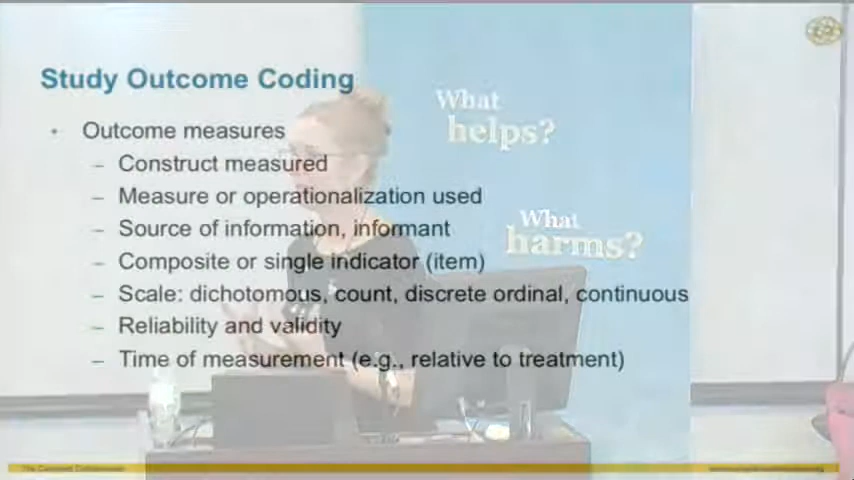 Study Outcome Coding
• Outcome measures
– Construct measured
– Measure or operationalization used
– Source of information, informant
– Composite or single indicator (item)
– Scale: dichotomous, count, discrete ordinal, continuous
– Reliability and validity
– Time of measurement (e.g., relative to treatment)
What
helps?
What
harms?